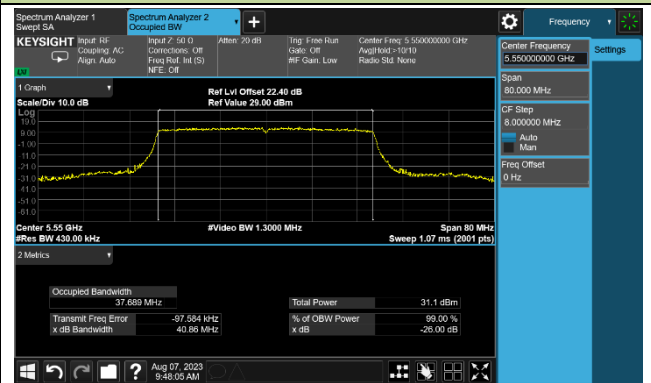 Spectrum Analyzer 1
Swept SA
Spectrum Analyzer 2
Occupied BW
Frequency
KEYSIGHT
Input: RF
Coupling: AC
Align: Auto
Input Z: 50 Ω
Corrections: Off
Freq Ref: Int (S)
NFE: Off
Atten: 20 dB
Trig: Free Run
Gate: Off
#IF Gain: Low
Center Freq: 5.550000000 GHz
Avg|Hold:>10/10
Radio Std: None
Center Frequency
5.550000000 GHz
Settings
Span
80.000 MHz
CF Step
8.000000 MHz
Auto
Man
Freq Offset
0 Hz
1 Graph
Scale/Div 10.0 dB
Ref Lvl Offset 22.40 dB
Ref Value 29.00 dBm
Log
19.0
9.00
-1.00
-11.0
-21.0
-31.0
-41.0
-51.0
-61.0
Center 5.55 GHz
#Video BW 1.3000 MHz
Span 80 MHz
#Res BW 430.00 kHz
Sweep 1.07 ms (2001 pts)
2 Metrics
Occupied Bandwidth
37.689 MHz
Total Power
31.1 dBm
Transmit Freq Error
-97.584 kHz
% of OBW Power
99.00 %
x dB Bandwidth
40.86 MHz
x dB
-26.00 dB
?
Aug 07, 2023
9:48:05 AM